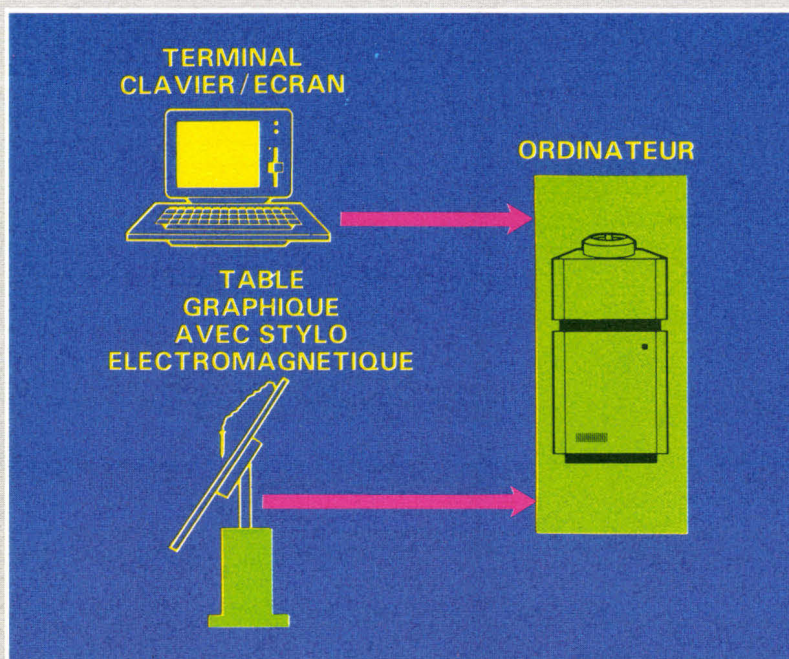 TERMINAL
CLAVIER/ECRAN
ORDINATEUR
TABLE
GRAPHIQUE
AVEC STYLO
ELECTROMAGNETIQUE